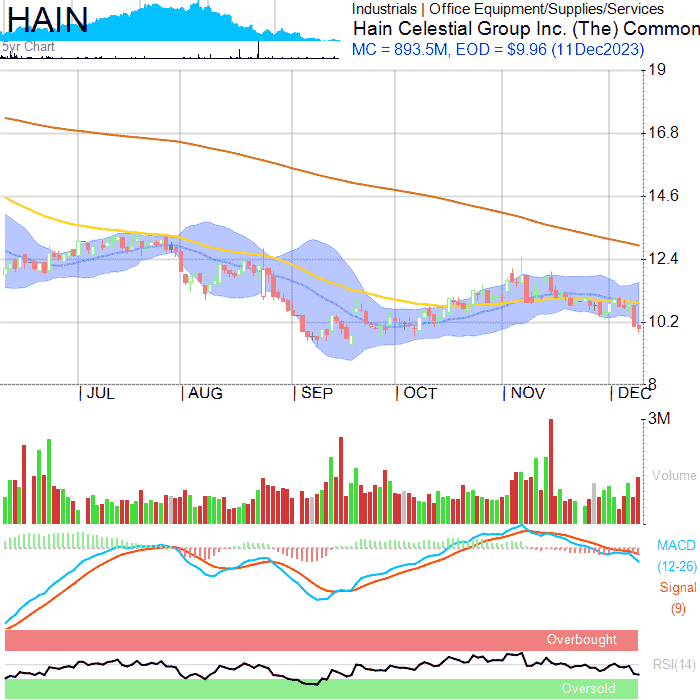 HAIN
5yr Chart
Industrials | Office Equipment/Supplies/Services
Hain Celestial Group Inc. (The) Common
MC = 893.5M, EOD = $9.96 (11Dec2023)
19
16.8
14.6
12.4
10.2
8
JUL
AUG
SEP
OCT
NOV
DEC
3M
Volume
MACD
(12-26)
Signal
(9)
Overbought
RSI(14)
Oversold